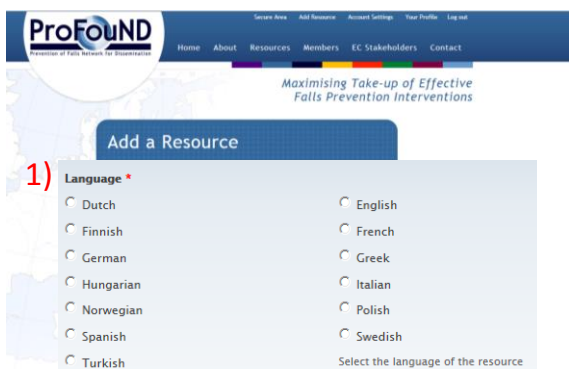 Secure Area Add Resource Account Settings Your Profile Log out
ProFouND
Prevention of Falls Network for Dissemination
Home About Resources Members EC Stakeholders Contact
Maximising Take-up of Effective
Falls Prevention Interventions
Add a Resource
1)
Language *
Dutch English
Finnish French
German Greek
Hungarian Italian
Norwegian Polish
Spanish Swedish
Turkish Select the language of the resource